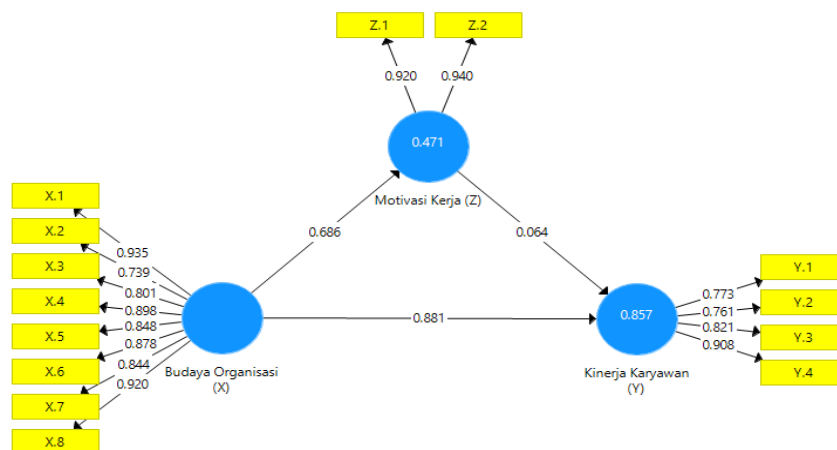 Z.1
Z.2
0.920
0.940
0.471
Motivasi Kerja (Z)
0.686
0.064
X.1
X.2
X.3
X.4
X.5
X.6
X.7
X.8
0.935
0.739
0.801
0.898
0.848
0.878
0.844
0.920
Budaya Organisasi
(X)
0.881
0.857
Kinerja Karyawan
(Y)
0.773
0.761
0.821
0.908
Y.1
Y.2
Y.3
Y.4